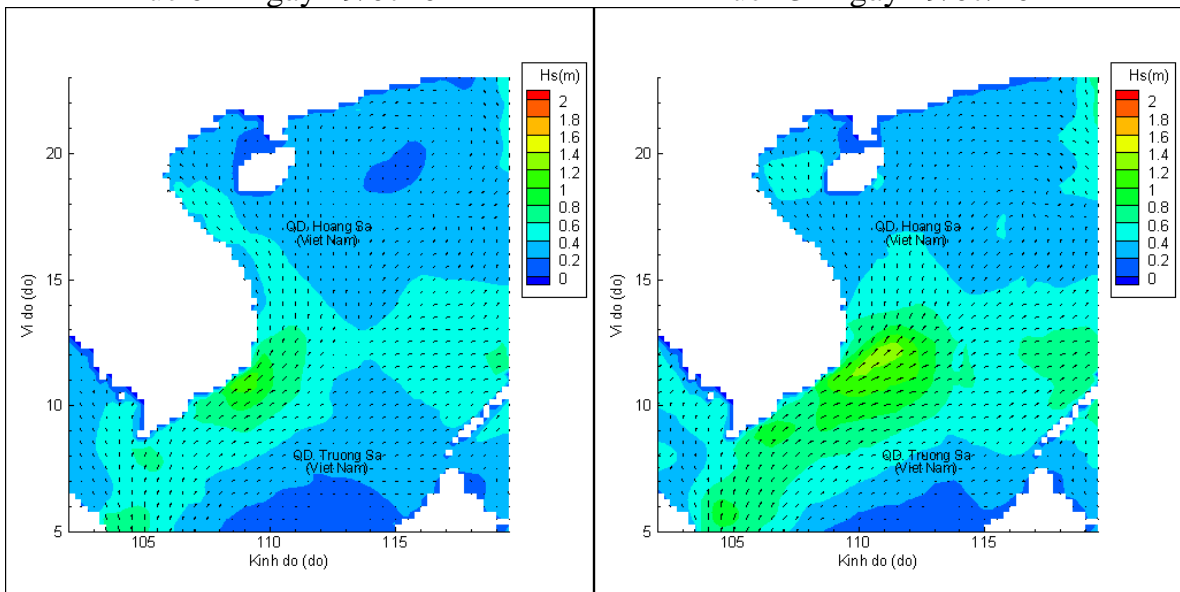 Hs(m)
2
1.8
1.6
1.4
1.2
1
0.8
0.6
0.4
0.2
0
20
15
10
5
Vi do (do)
QD. Hoang Sa
(Viet Nam)
QD. Truong Sa
(Viet Nam)
105
110
115
Kinh do (do)
Hs(m)
2
1.8
1.6
1.4
1.2
1
0.8
0.6
0.4
0.2
0
20
15
10
5
Vi do (do)
QD. Hoang Sa
(Viet Nam)
QD. Truong Sa
(Viet Nam)
105
110
115
Kinh do (do)